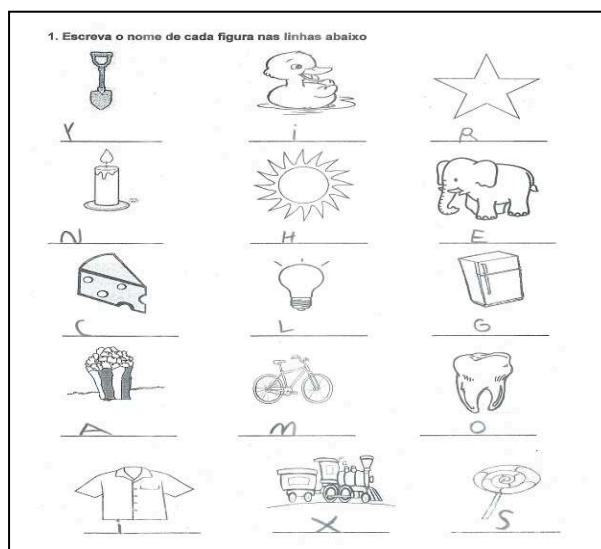 1. Escreva o nome de cada figura nas linhas abaixo
Y i R
N H E
C L G
A M O
i X S